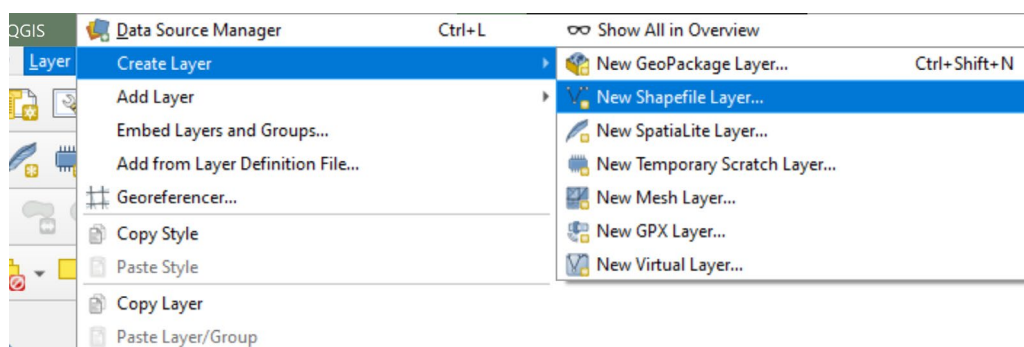 QGIS
Layer
Data Source Manager Ctrl+L
Create Layer
Add Layer
Embed Layers and Groups...
Add from Layer Definition File...
Georeferencer...
Copy Style
Paste Style
Copy Layer
Paste Layer/Group
Show All in Overview
New GeoPackage Layer... Ctrl+Shift+N
New Shapefile Layer...
New SpatiaLite Layer...
New Temporary Scratch Layer...
New Mesh Layer...
New GPX Layer...
New Virtual Layer...